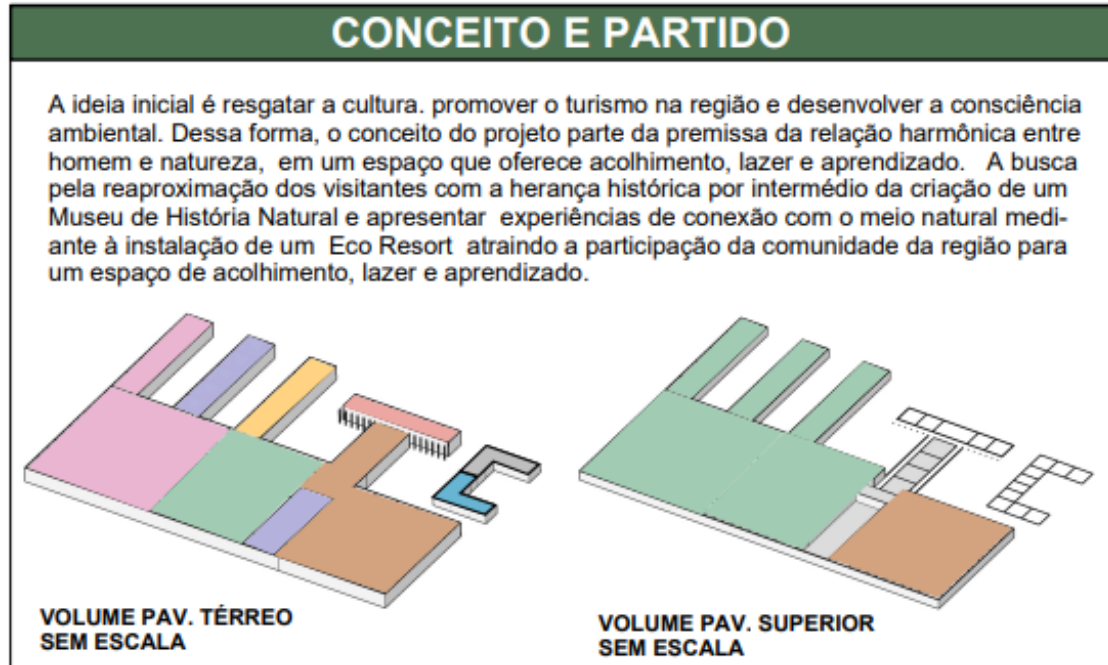 CONCEITO E PARTIDO
A ideia inicial é resgatar a cultura. promover o turismo na região e desenvolver a consciência
ambiental. Dessa forma, o conceito do projeto parte da premissa da relação harmônica entre
homem e natureza, em um espaço que oferece acolhimento, lazer e aprendizado. A busca
pela reaproximação dos visitantes com a herança histórica por intermédio da criação de um
Museu de História Natural e apresentar experiências de conexão com o meio natural medi-
ante à instalação de um Eco Resort atraindo a participação da comunidade da região para
um espaço de acolhimento, lazer e aprendizado.
VOLUME PAV. TÉRREO
SEM ESCALA
VOLUME PAV. SUPERIOR
SEM ESCALA